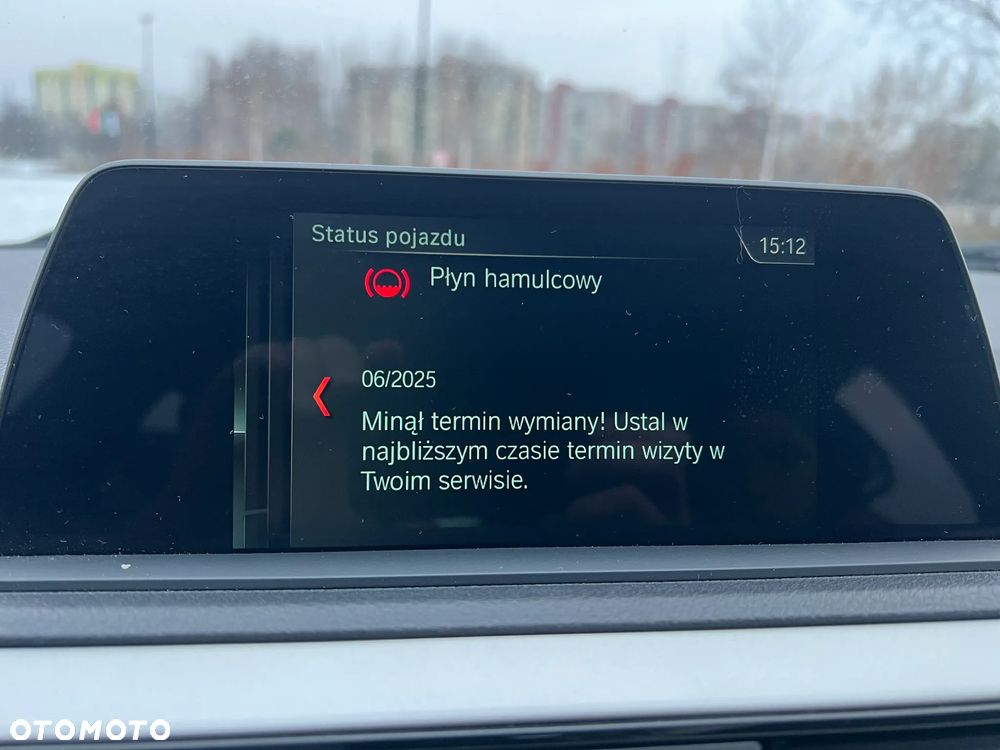 Status pojazdu
15:12
Płyn hamulcowy
06/2025
Minął termin wymiany! Ustal w
najbliższym czasie termin wizyty w
Twoim serwisie.
OTOMOTO